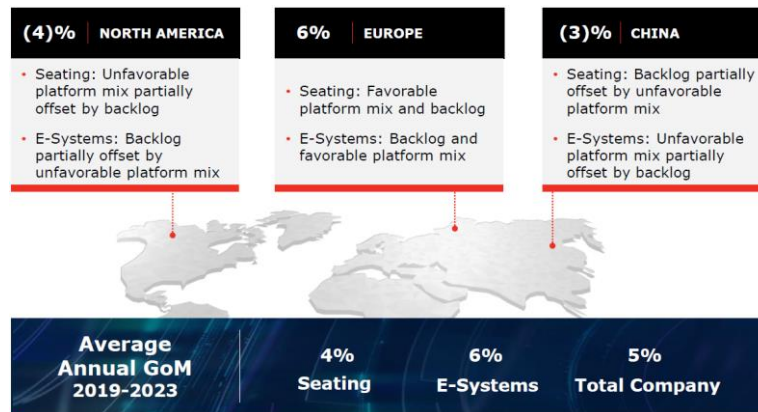 (4)% NORTH AMERICA
• Seating: Unfavorable
platform mix partially
offset by backlog
• E-Systems: Backlog
partially offset by
unfavorable platform mix
6% EUROPE
• Seating: Favorable
platform mix and backlog
• E-Systems: Backlog and
favorable platform mix
(3)% CHINA
• Seating: Backlog partially
offset by unfavorable
platform mix
• E-Systems: Unfavorable
platform mix partially
offset by backlog
Average
Annual GoM
2019-2023
4%
Seating
6%
E-Systems
5%
Total Company